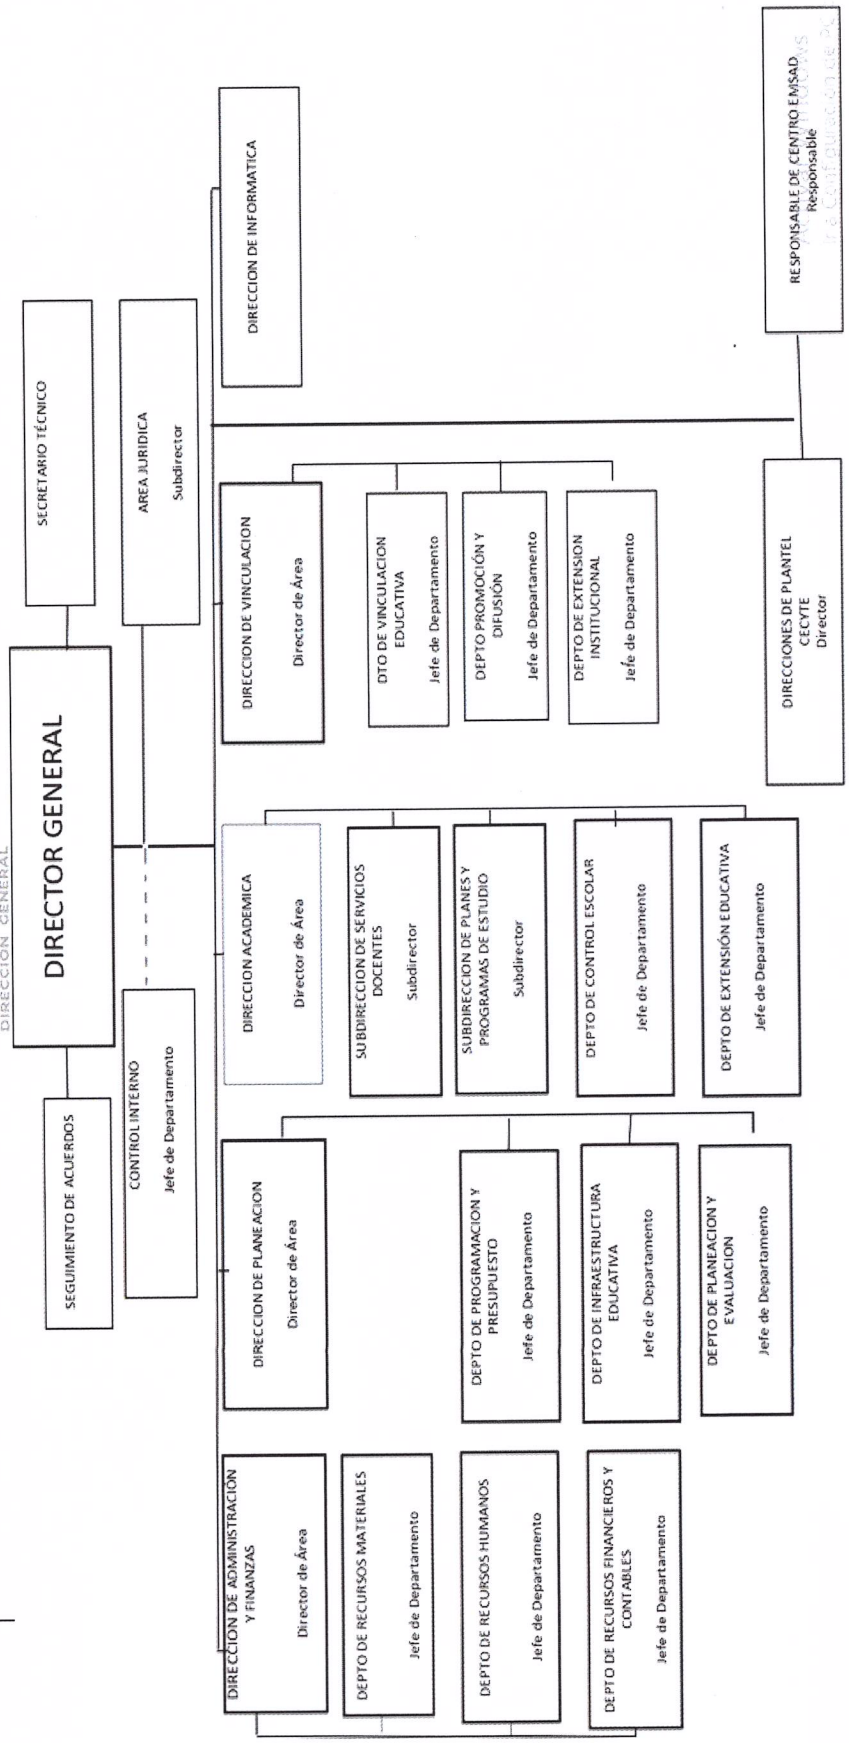 DIRECCIÓN GENERAL
DIRECTOR GENERAL
SEGUIMIENTO DE ACUERDOS
SECRETARIO TÉCNICO
CONTROL INTERNO
Jefe de Departamento
AREA JURIDICA
Subdirector
DIRECCION DE ADMINISTRACIÓN
Y FINANZAS
Director de Área
DEPTO DE RECURSOS MATERIALES
Jefe de Departamento
DEPTO DE RECURSOS HUMANOS
Jefe de Departamento
DEPTO DE RECURSOS FINANCIEROS Y
CONTABLES
Jefe de Departamento
DIRECCION DE PLANEACION
Director de Área
DEPTO DE PROGRAMACION Y
PRESUPUESTO
Jefe de Departamento
DEPTO DE INFRAESTRUCTURA
EDUCATIVA
Jefe de Departamento
DEPTO DE PLANEACION Y
EVALUACION
Jefe de Departamento
DIRECCION ACADEMICA
Director de Área
SUBDIRECCION DE SERVICIOS
DOCENTES
Subdirector
SUBDIRECCION DE PLANES Y
PROGRAMAS DE ESTUDIO
Subdirector
DEPTO DE CONTROL ESCOLAR
Jefe de Departamento
DEPTO DE EXTENSIÓN EDUCATIVA
Jefe de Departamento
DIRECCION DE VINCULACION
Director de Área
DTO DE VINCULACION
EDUCATIVA
Jefe de Departamento
DEPTO PROMOCIÓN Y
DIFUSIÓN
Jefe de Departamento
DEPTO DE EXTENSION
INSTITUCIONAL
Jefe de Departamento
DIRECCION DE INFORMATICA
DIRECCIONES DE PLANTEL
CECYTE
Director
RESPONSABLE DE CENTRO EMSAD
Responsable
Activar Windows
Ir a Configuración de PC